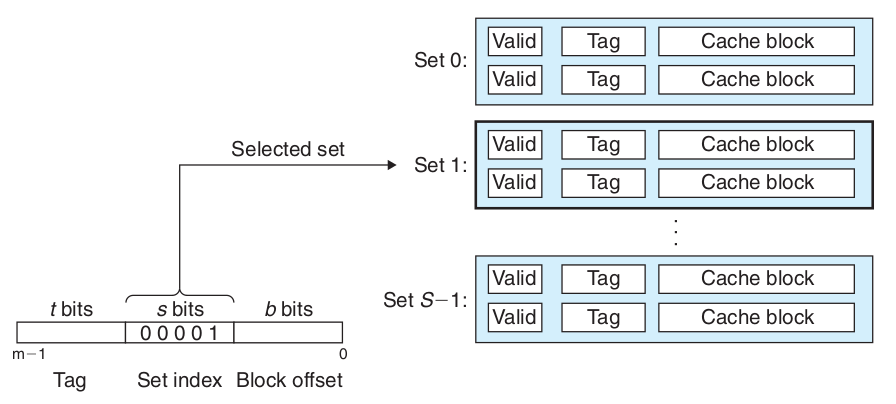 Set 0:
Valid Tag Cache block
Valid Tag Cache block
Selected set
Set 1:
Valid Tag Cache block
Valid Tag Cache block
⋮
Set S−1:
Valid Tag Cache block
Valid Tag Cache block
t bits s bits b bits
0 0 0 0 1
m−1 0
Tag Set index Block offset